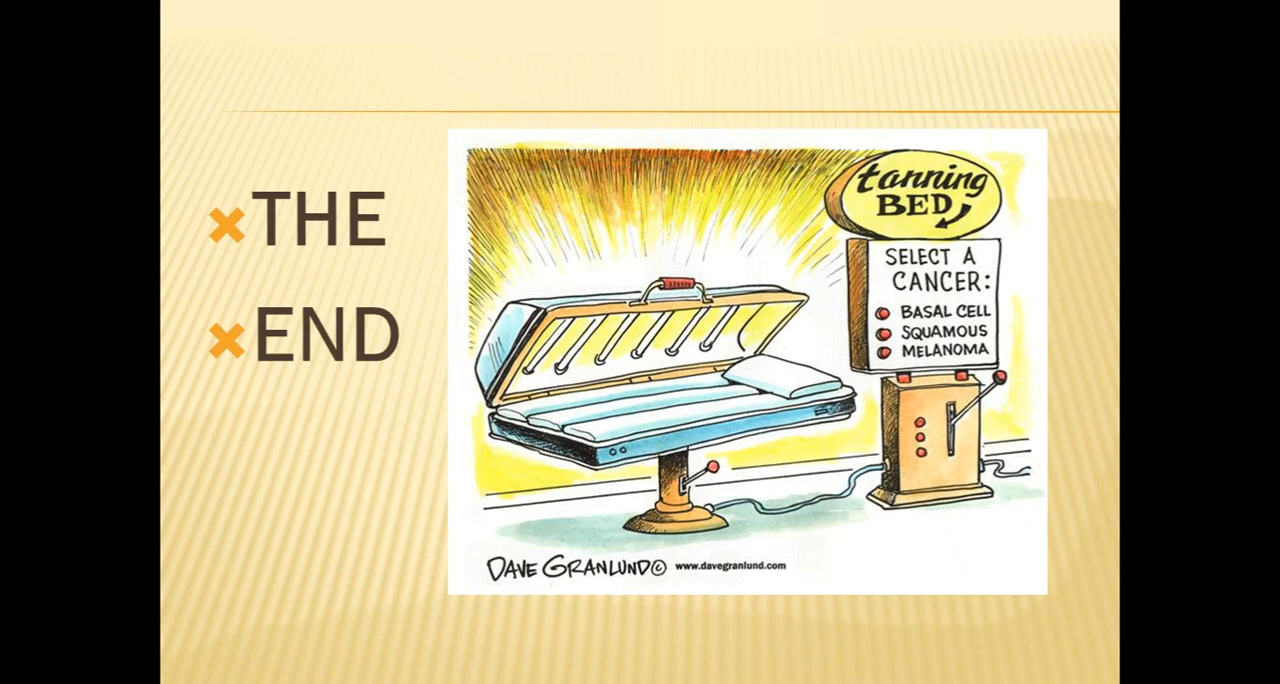 THE
END
tanning
BED
SELECT A
CANCER:
BASAL CELL
SQUAMOUS
MELANOMA
DAVE GRANLUND© www.davegranlund.com